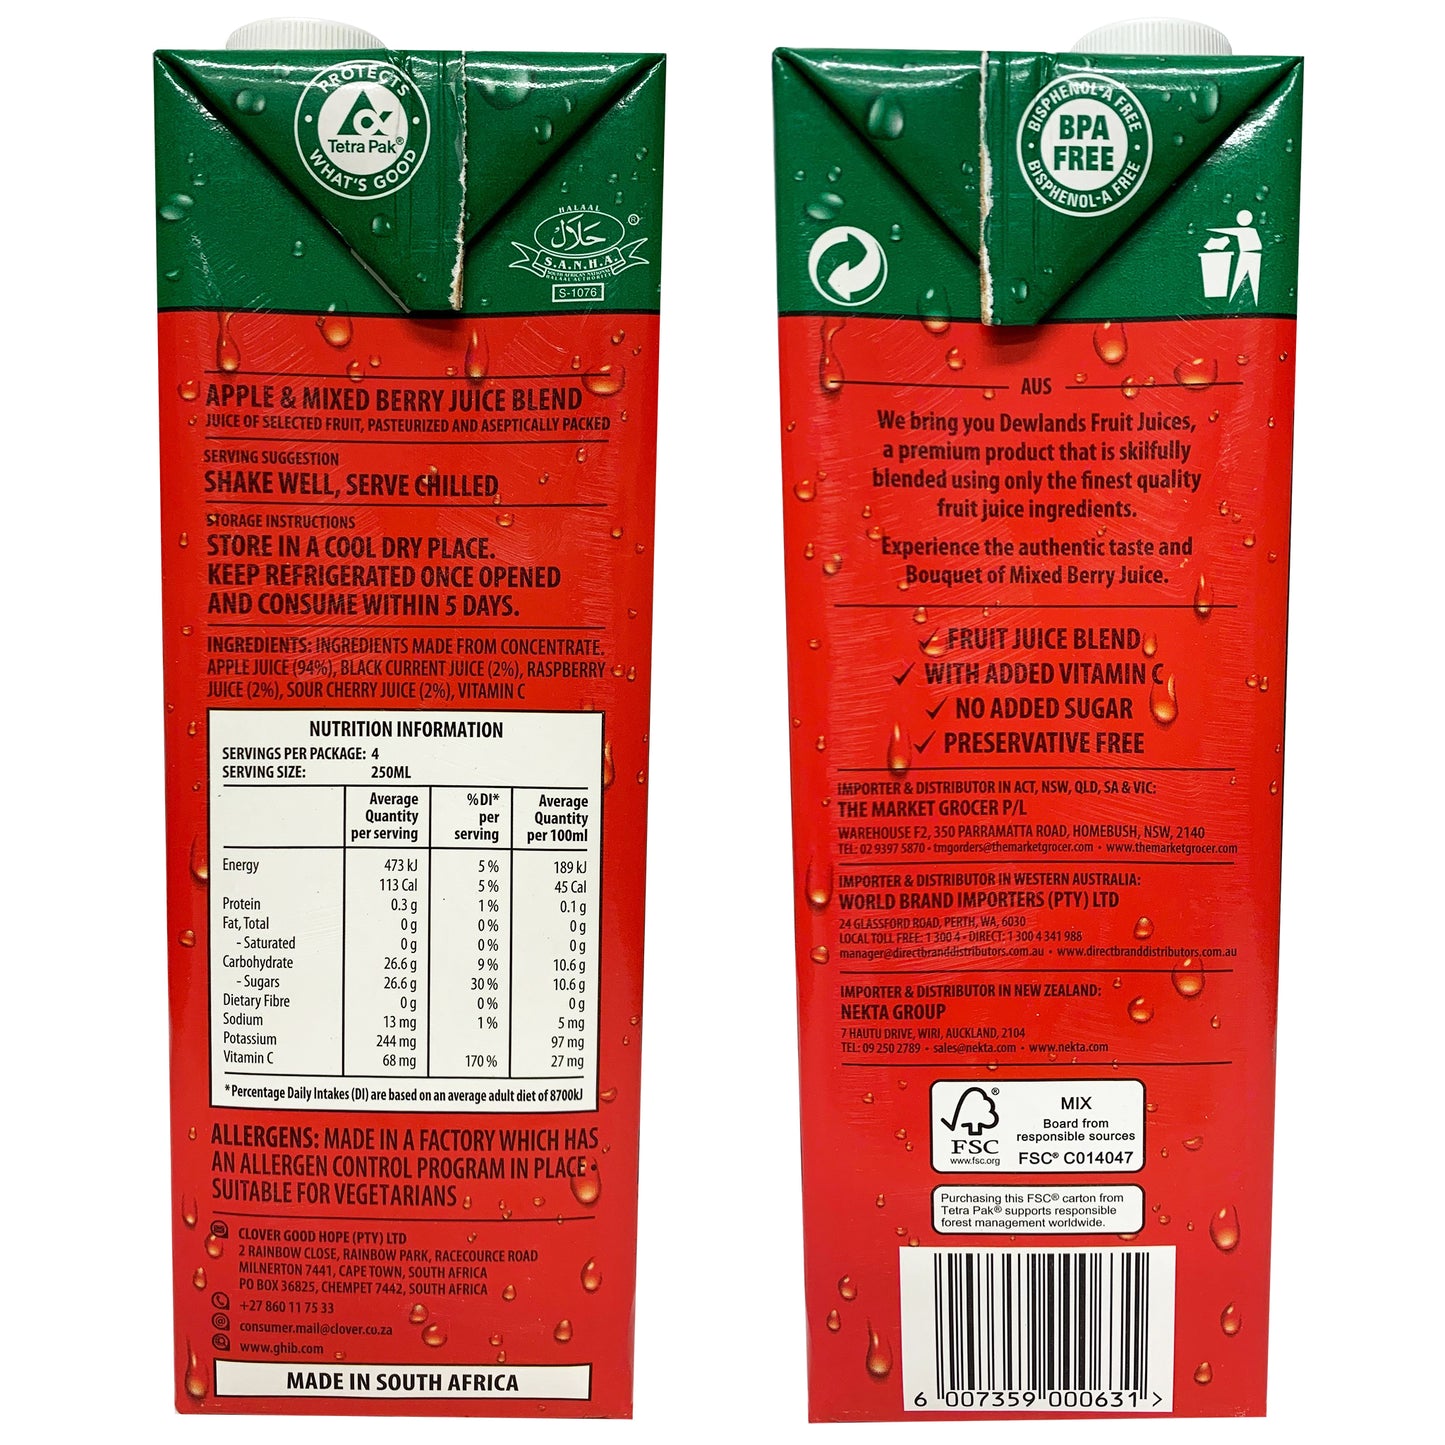 PROTECTS
Tetra Pak®
WHAT'S GOOD
HALAAL
حلال
®
S.A.N.H.A.
SOUTH AFRICAN NATIONAL
HALAAL AUTHORITY
S-1076
APPLE & MIXED BERRY JUICE BLEND
JUICE OF SELECTED FRUIT, PASTEURIZED AND ASEPTICALLY PACKED
SERVING SUGGESTION
SHAKE WELL, SERVE CHILLED
STORAGE INSTRUCTIONS
STORE IN A COOL DRY PLACE.
KEEP REFRIGERATED ONCE OPENED
AND CONSUME WITHIN 5 DAYS.
INGREDIENTS: INGREDIENTS MADE FROM CONCENTRATE.
APPLE JUICE (94%), BLACK CURRENT JUICE (2%), RASPBERRY
JUICE (2%), SOUR CHERRY JUICE (2%), VITAMIN C
NUTRITION INFORMATION
SERVINGS PER PACKAGE: 4
SERVING SIZE: 250ML
Average Quantity per serving %DI* per serving Average Quantity per 100ml
Energy 473 kJ 5 % 189 kJ
113 Cal 5 % 45 Cal
Protein 0.3 g 1 % 0.1 g
Fat, Total 0 g 0 % 0 g
- Saturated 0 g 0 % 0 g
Carbohydrate 26.6 g 9 % 10.6 g
- Sugars 26.6 g 30 % 10.6 g
Dietary Fibre 0 g 0 % 0 g
Sodium 13 mg 1 % 5 mg
Potassium 244 mg 97 mg
Vitamin C 68 mg 170 % 27 mg
* Percentage Daily Intakes (DI) are based on an average adult diet of 8700kJ
ALLERGENS: MADE IN A FACTORY WHICH HAS
AN ALLERGEN CONTROL PROGRAM IN PLACE •
SUITABLE FOR VEGETARIANS
CLOVER GOOD HOPE (PTY) LTD
2 RAINBOW CLOSE, RAINBOW PARK, RACECOURCE ROAD
MILNERTON 7441, CAPE TOWN, SOUTH AFRICA
PO BOX 36825, CHEMPET 7442, SOUTH AFRICA
+27 860 11 75 33
consumer.mail@clover.co.za
www.ghib.com
MADE IN SOUTH AFRICA
BISPHENOL-A FREE
BPA
FREE
BISPHENOL-A FREE
AUS
We bring you Dewlands Fruit Juices,
a premium product that is skilfully
blended using only the finest quality
fruit juice ingredients.
Experience the authentic taste and
Bouquet of Mixed Berry Juice.
✓ FRUIT JUICE BLEND
✓ WITH ADDED VITAMIN C
✓ NO ADDED SUGAR
✓ PRESERVATIVE FREE
IMPORTER & DISTRIBUTOR IN ACT, NSW, QLD, SA & VIC:
THE MARKET GROCER P/L
WAREHOUSE F2, 350 PARRAMATTA ROAD, HOMEBUSH, NSW, 2140
TEL: 02 9397 5870 • tmgorders@themarketgrocer.com • www.themarketgrocer.com
IMPORTER & DISTRIBUTOR IN WESTERN AUSTRALIA:
WORLD BRAND IMPORTERS (PTY) LTD
24 GLASSFORD ROAD, PERTH, WA, 6030
LOCAL TOLL FREE: 1 300 4 • DIRECT: 1 300 4 341 986
manager@directbranddistributors.com.au • www.directbranddistributors.com.au
IMPORTER & DISTRIBUTOR IN NEW ZEALAND:
NEKTA GROUP
7 HAUTU DRIVE, WIRI, AUCKLAND, 2104
TEL: 09 250 2789 • sales@nekta.com • www.nekta.com
®
FSC
www.fsc.org
MIX
Board from
responsible sources
FSC® C014047
Purchasing this FSC® carton from
Tetra Pak® supports responsible
forest management worldwide.
6 007359 000631 >